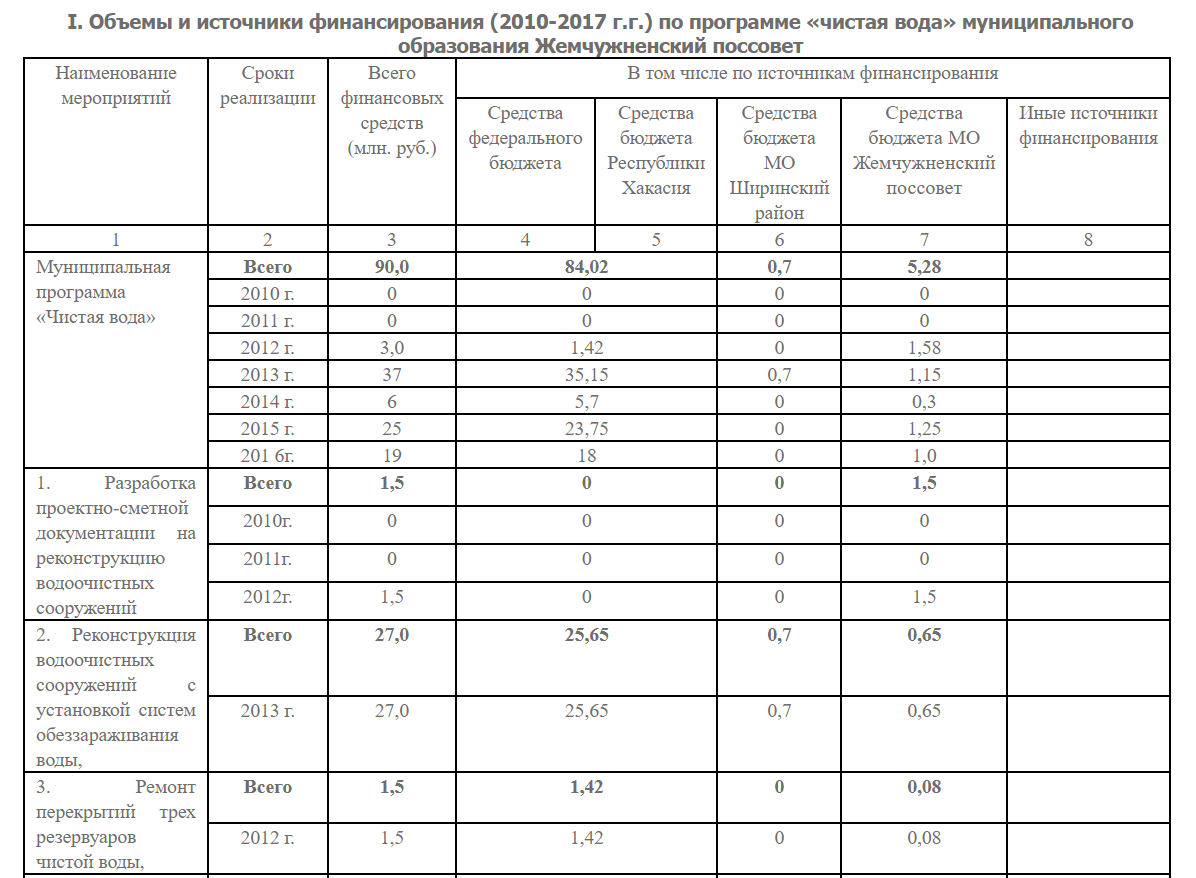 I. Объемы и источники финансирования (2010-2017 г.г.) по программе «чистая вода» муниципального
образования Жемчужненский поссовет
Наименование
мероприятий
Сроки
реализации
Всего
финансовых
средств
(млн. руб.)
В том числе по источникам финансирования
Средства
федерального
бюджета
Средства
бюджета
Республики
Хакасия
Средства
бюджета
МО
Ширинский
район
Средства
бюджета МО
Жемчужненский
поссовет
Иные источники
финансирования
1 2 3 4 5 6 7 8
Муниципальная
программа
«Чистая вода»
Всего 90,0 84,02 0,7 5,28
2010 г. 0 0 0 0
2011 г. 0 0 0 0
2012 г. 3,0 1,42 0 1,58
2013 г. 37 35,15 0,7 1,15
2014 г. 6 5,7 0 0,3
2015 г. 25 23,75 0 1,25
201 6г. 19 18 0 1,0
1. Разработка
проектно-сметной
документации на
реконструкцию
водоочистных
сооружений
Всего 1,5 0 0 1,5
2010г. 0 0 0 0
2011г. 0 0 0 0
2012г. 1,5 0 0 1,5
2. Реконструкция
водоочистных
сооружений с
установкой систем
обеззараживания
воды,
Всего 27,0 25,65 0,7 0,65
2013 г. 27,0 25,65 0,7 0,65
3. Ремонт
перекрытий трех
резервуаров
чистой воды,
Всего 1,5 1,42 0 0,08
2012 г. 1,5 1,42 0 0,08